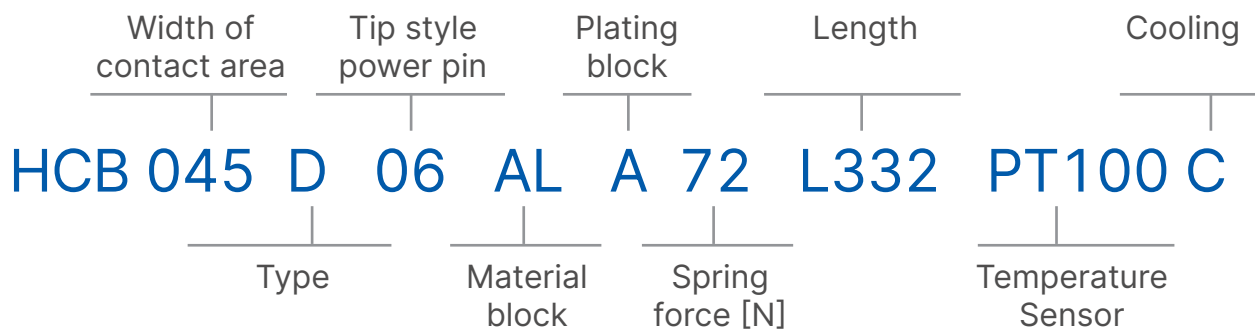 Width of
contact area
Tip style
power pin
Plating
block
Length
Cooling
HCB 045 D 06 AL A 72 L332 PT100 C
Type
Material
block
Spring
force [N]
Temperature
Sensor